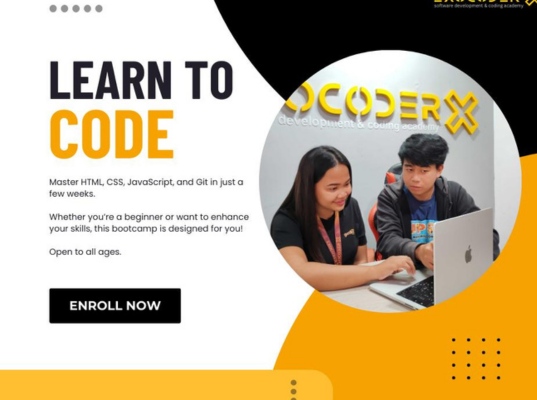 software development & coding academy
LEARN TO
CODE
OCODERX
development & coding academy
Master HTML, CSS, JavaScript, and Git in just a
few weeks.
Whether you're a beginner or want to enhance
your skills, this bootcamp is designed for you!
Open to all ages.
ENROLL NOW